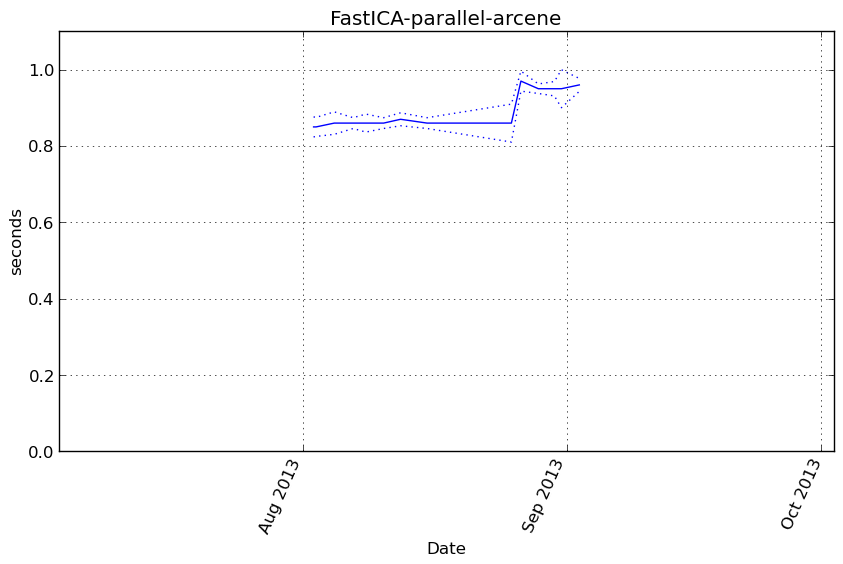 FastICA-parallel-arcene
1.0
0.8
0.6
0.4
0.2
0.0
seconds
Aug 2013
Sep 2013
Oct 2013
Date